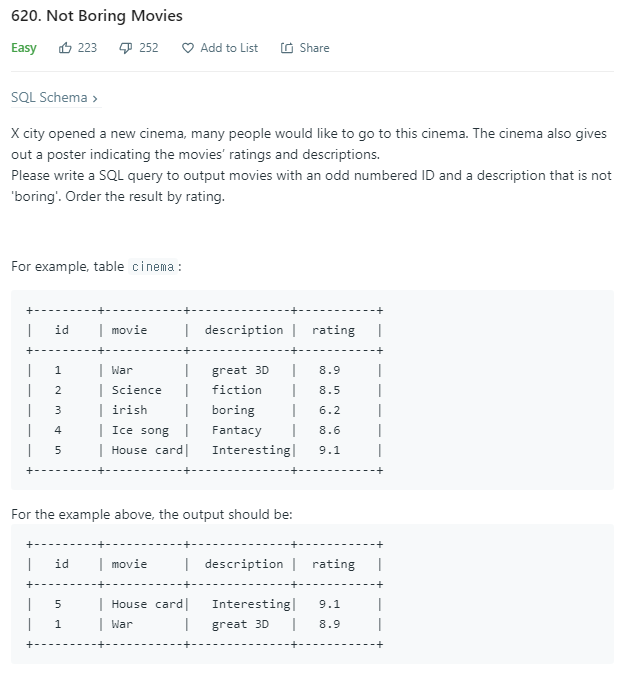 620. Not Boring Movies
Easy 223 252 Add to List Share
SQL Schema >
X city opened a new cinema, many people would like to go to this cinema. The cinema also gives
out a poster indicating the movies' ratings and descriptions.
Please write a SQL query to output movies with an odd numbered ID and a description that is not
'boring'. Order the result by rating.
For example, table cinema:
+---------+-----------+--------------+-----------+
|   id    | movie     |  description |  rating   |
+---------+-----------+--------------+-----------+
|   1     | War       |   great 3D   |   8.9     |
|   2     | Science   |   fiction    |   8.5     |
|   3     | irish     |   boring     |   6.2     |
|   4     | Ice song  |   Fantacy    |   8.6     |
|   5     | House card|   Interesting|   9.1     |
+---------+-----------+--------------+-----------+
For the example above, the output should be:
+---------+-----------+--------------+-----------+
|   id    | movie     |  description |  rating   |
+---------+-----------+--------------+-----------+
|   5     | House card|   Interesting|   9.1     |
|   1     | War       |   great 3D   |   8.9     |
+---------+-----------+--------------+-----------+